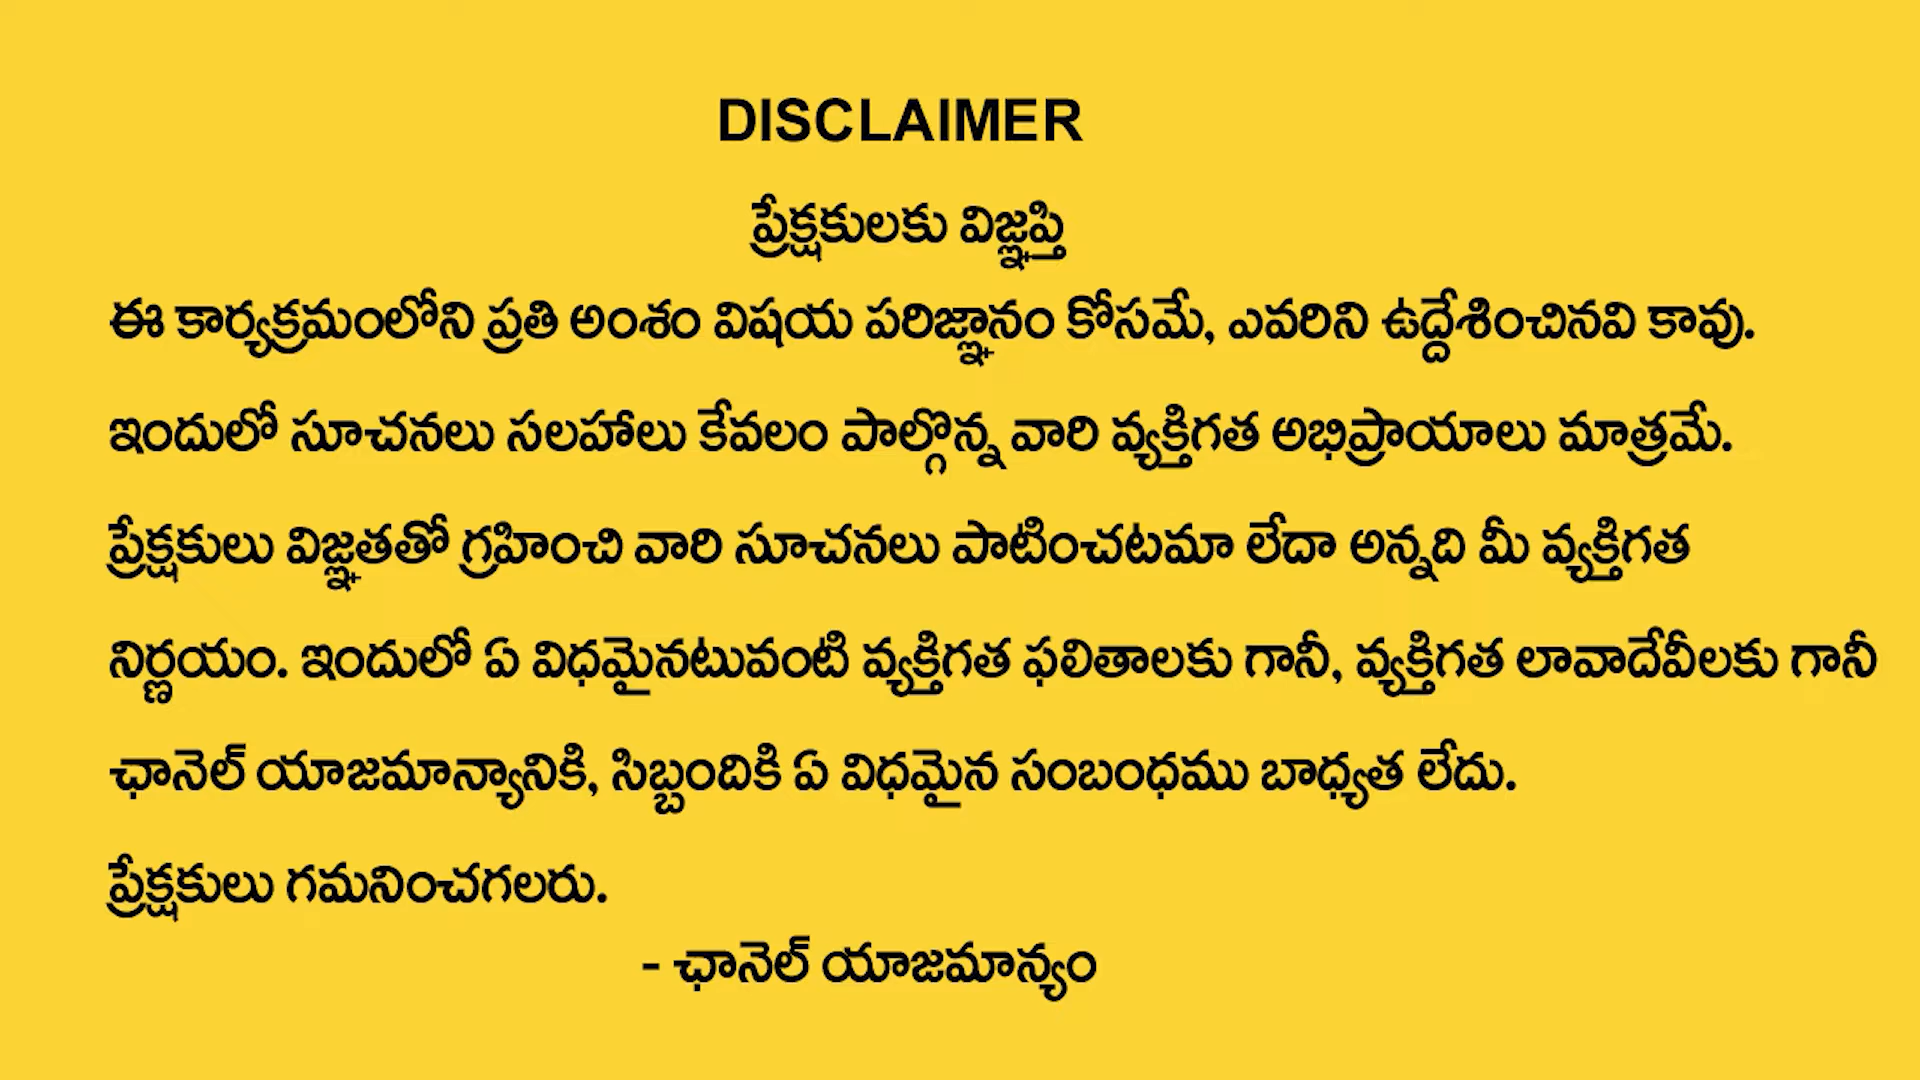 DISCLAIMER
ప్రేక్షకులకు విజ్ఞప్తి
ఈ కార్యక్రమంలోని ప్రతి అంశం విషయ పరిజ్ఞానం కోసమే, ఎవరిని ఉద్దేశించినవి కావు.
ఇందులో సూచనలు సలహాలు కేవలం పాల్గొన్న వారి వ్యక్తిగత అభిప్రాయాలు మాత్రమే.
ప్రేక్షకులు విజ్ఞతతో గ్రహించి వారి సూచనలు పాటించటమా లేదా అన్నది మీ వ్యక్తిగత
నిర్ణయం. ఇందులో ఏ విధమైనటువంటి వ్యక్తిగత ఫలితాలకు గానీ, వ్యక్తిగత లావాదేవీలకు గానీ
ఛానెల్ యాజమాన్యానికి, సిబ్బందికి ఏ విధమైన సంబంధము బాధ్యత లేదు.
ప్రేక్షకులు గమనించగలరు.
- ఛానెల్ యాజమాన్యం